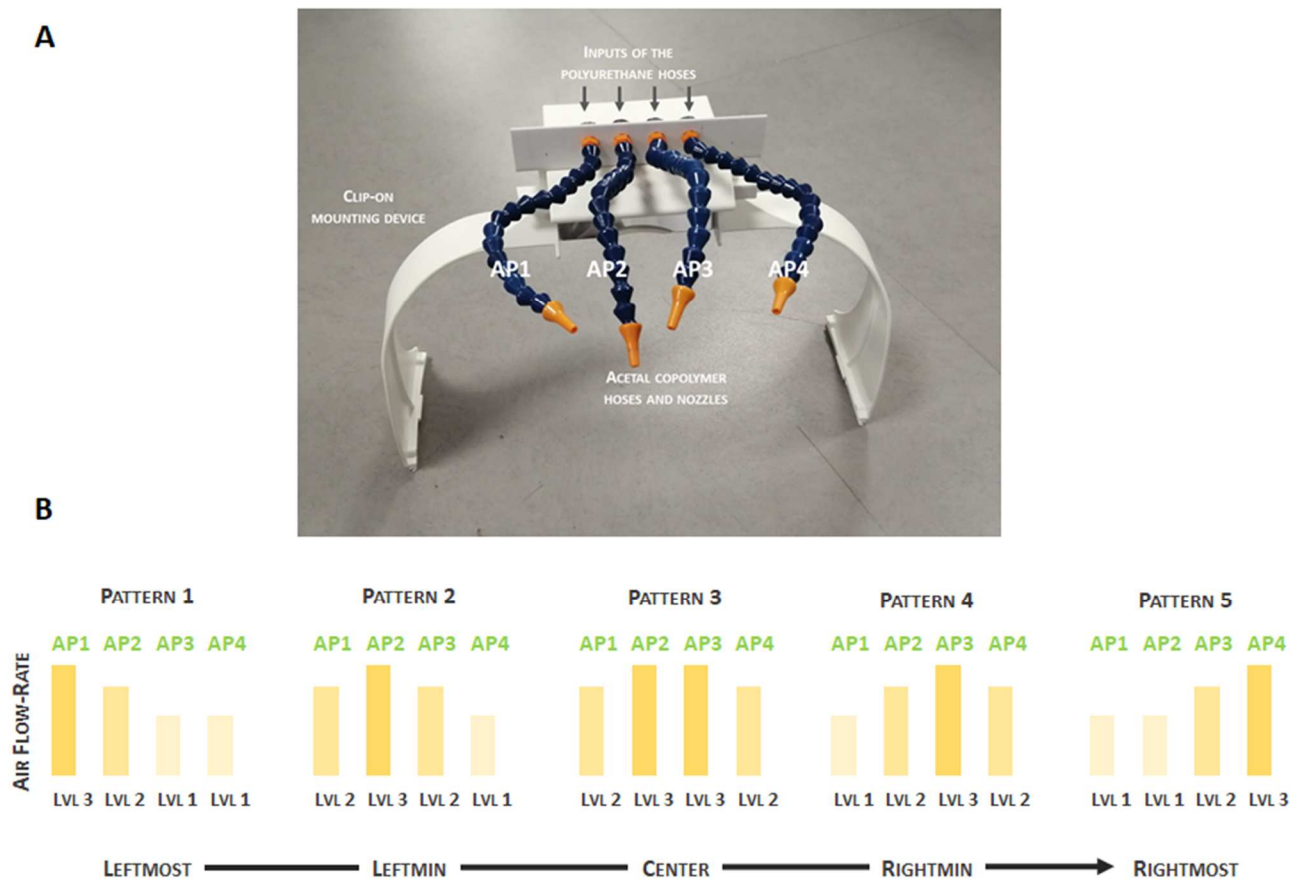 A
INPUTS OF THE
POLYURETHANE HOSES
CLIP-ON
MOUNTING DEVICE
AP1 AP2 AP3 AP4
ACETAL COPOLYMER
HOSES AND NOZZLES
B
PATTERN 1 PATTERN 2 PATTERN 3 PATTERN 4 PATTERN 5
AP1 AP2 AP3 AP4 AP1 AP2 AP3 AP4 AP1 AP2 AP3 AP4 AP1 AP2 AP3 AP4 AP1 AP2 AP3 AP4
AIR FLOW-RATE
LVL 3 LVL 2 LVL 1 LVL 1 LVL 2 LVL 3 LVL 2 LVL 1 LVL 2 LVL 3 LVL 3 LVL 2 LVL 1 LVL 2 LVL 3 LVL 2 LVL 1 LVL 1 LVL 2 LVL 3
LEFTMOST LEFTMIN CENTER RIGHTMIN RIGHTMOST